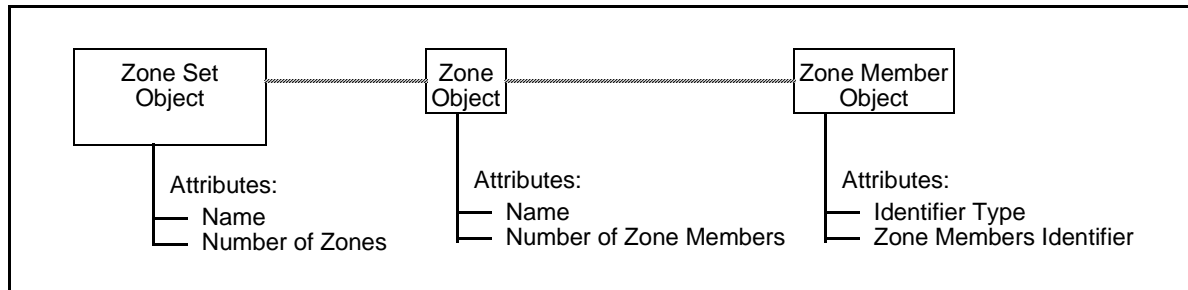 Zone Set
Object
Zone
Object
Zone Member
Object
Attributes:
Name
Number of Zones
Attributes:
Name
Number of Zone Members
Attributes:
Identifier Type
Zone Members Identifier